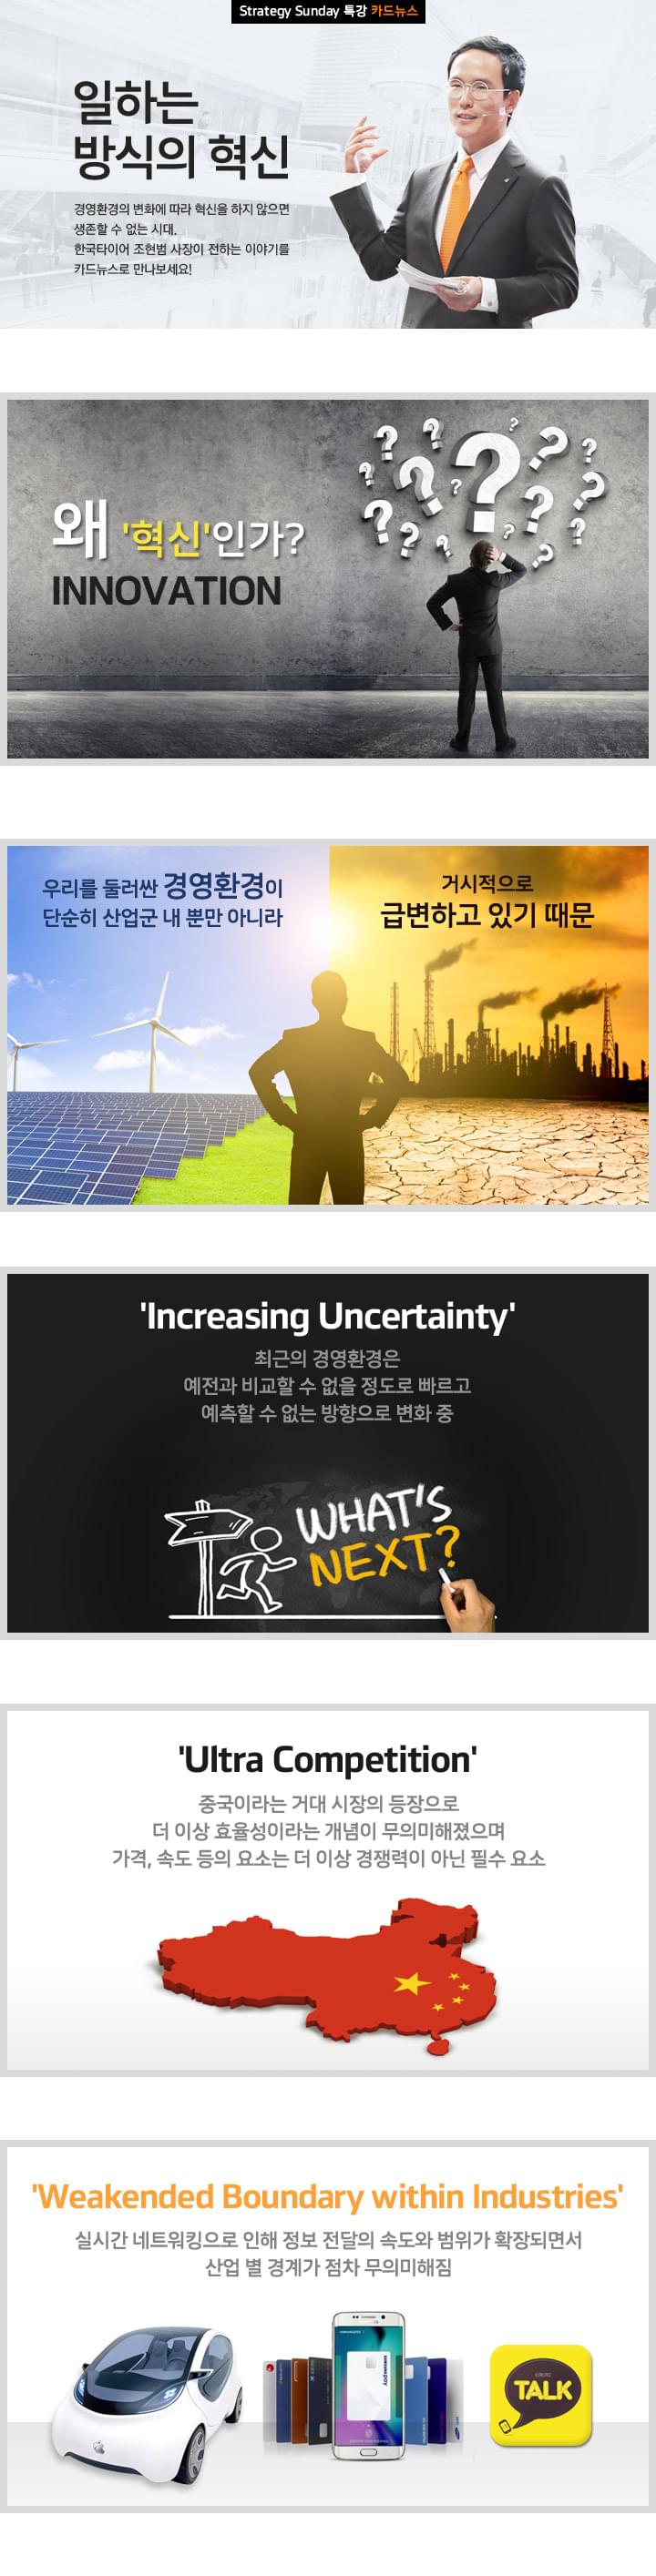 Strategy Sunday 특강 카드뉴스
일하는
방식의 혁신
경영환경의 변화에 따라 혁신을 하지 않으면
생존할 수 없는 시대.
한국타이어 조현범 사장이 전하는 이야기를
카드뉴스로 만나보세요!
왜 '혁신'인가?
INNOVATION
우리를 둘러싼 경영환경이
단순히 산업군 내 뿐만 아니라
거시적으로
급변하고 있기 때문
'Increasing Uncertainty'
최근의 경영환경은
예전과 비교할 수 없을 정도로 빠르고
예측할 수 없는 방향으로 변화 중
WHAT'S
NEXT?
'Ultra Competition'
중국이라는 거대 시장의 등장으로
더 이상 효율성이라는 개념이 무의미해졌으며
가격, 속도 등의 요소는 더 이상 경쟁력이 아닌 필수 요소
'Weakended Boundary within Industries'
실시간 네트워킹으로 인해 정보 전달의 속도와 범위가 확장되면서
산업 별 경계가 점차 무의미해짐
TALK